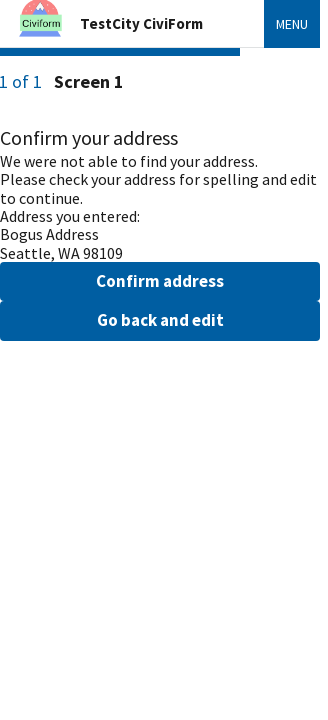 Civiform
TestCity CiviForm
MENU
1 of 1 Screen 1
Confirm your address
We were not able to find your address.
Please check your address for spelling and edit
to continue.
Address you entered:
Bogus Address
Seattle, WA 98109
Confirm address
Go back and edit